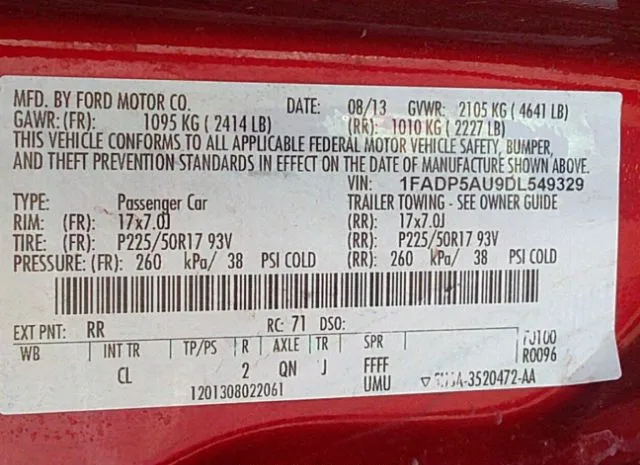 MFD. BY FORD MOTOR CO. DATE: 08/13 GVWR: 2105 KG ( 4641 LB)
GAWR: (FR): 1095 KG ( 2414 LB) (RR): 1010 KG ( 2227 LB)
THIS VEHICLE CONFORMS TO ALL APPLICABLE FEDERAL MOTOR VEHICLE SAFETY, BUMPER,
AND THEFT PREVENTION STANDARDS IN EFFECT ON THE DATE OF MANUFACTURE SHOWN ABOVE.
VIN: 1FADP5AU9DL549329
TYPE: Passenger Car TRAILER TOWING - SEE OWNER GUIDE
RIM: (FR): 17x7.0J (RR): 17x7.0J
TIRE: (FR): P225/50R17 93V (RR): P225/50R17 93V
PRESSURE: (FR): 260 kPa/ 38 PSI COLD (RR): 260 kPa/ 38 PSI COLD
EXT PNT: RR RC: 71 DSO:
WB INT TR TP/PS R AXLE TR SPR R0096
CL 2 QN J FFFF
1201308022061 UMU -3520472-AA